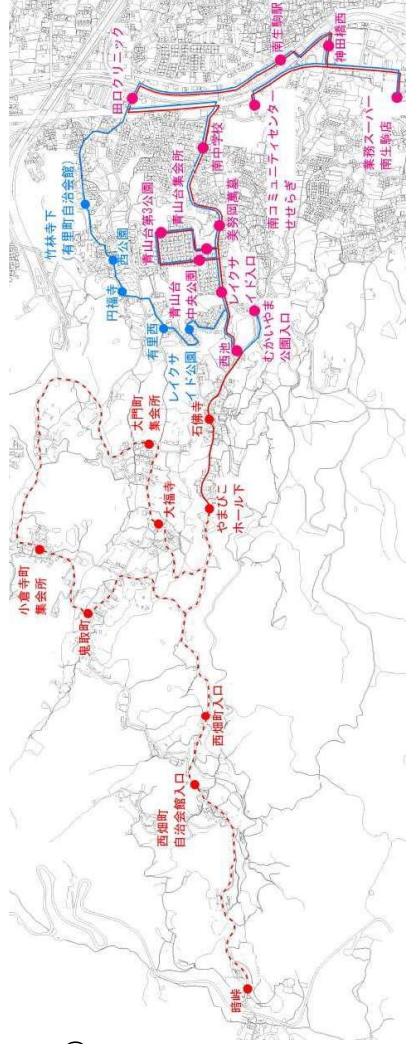 田口クリニック
南生駒駅
神田橋西
業務スーパー
南生駒店
南コミュニティセンター
せせらぎ
南中学校
美努岡萬墓
青山台集会所
青山台第3公園
青山台
中央公園
レイクサ
イド入口
むかいやま
公園入口
西池
竹林寺下
(有里町自治会館)
西公園
円福寺
有里西
レイクサ
イド公園
石佛寺
やまびこ
ホール下
大門町
集会所
大福寺
小倉寺町
集会所
鬼取町
西畑町入口
西畑町
自治会館入口
暗峠